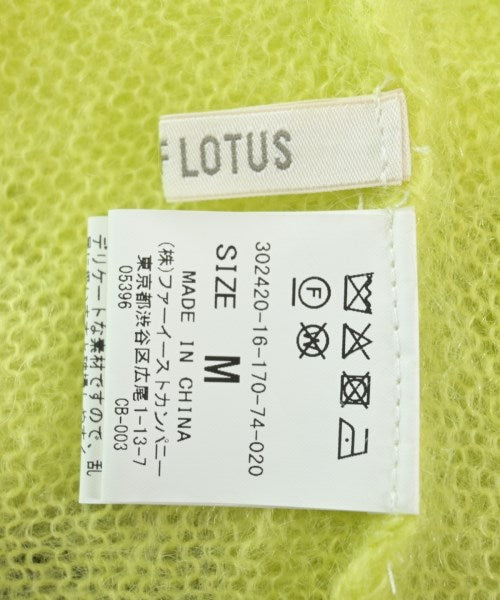 F LOTUS
302420-16-170-74-020
SIZE M
MADE IN CHINA
(株)ファーイーストカンパニー
東京都渋谷区広尾1-13-7
05396 CB-003
デリケートな素材ですので、乱
F